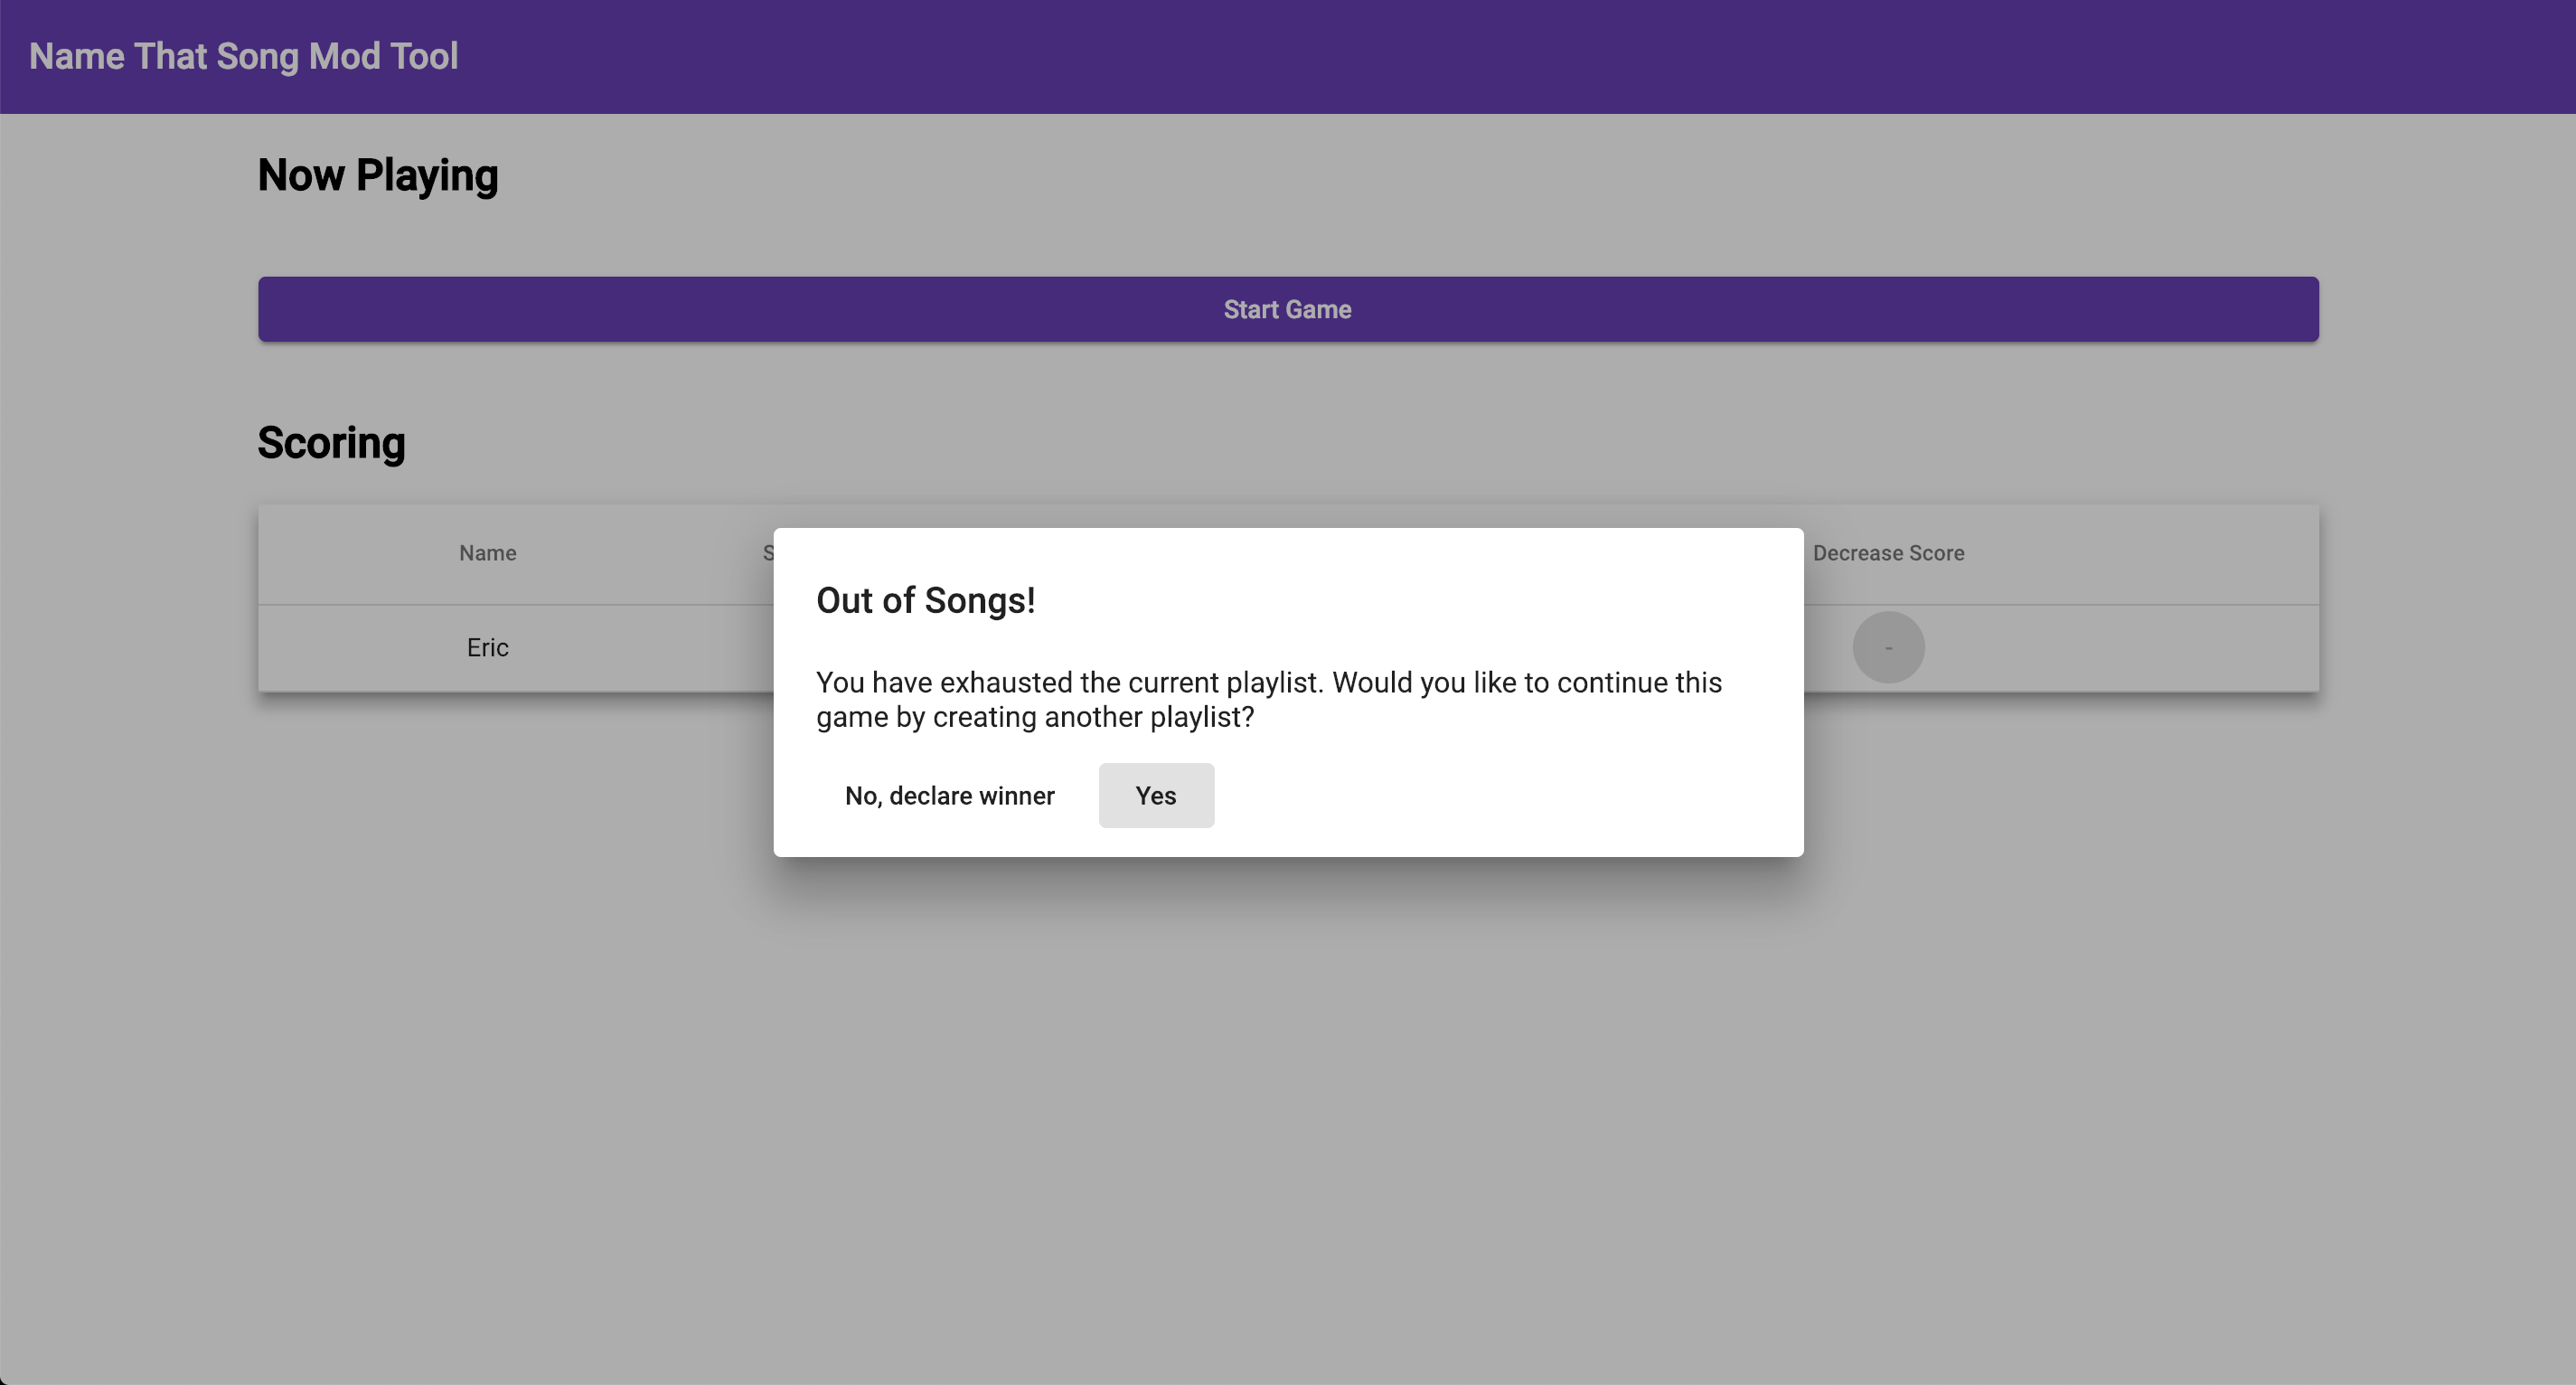 Name That Song Mod Tool
Now Playing
Start Game
Scoring
Name Decrease Score
Eric -
Out of Songs!
You have exhausted the current playlist. Would you like to continue this
game by creating another playlist?
No, declare winner Yes